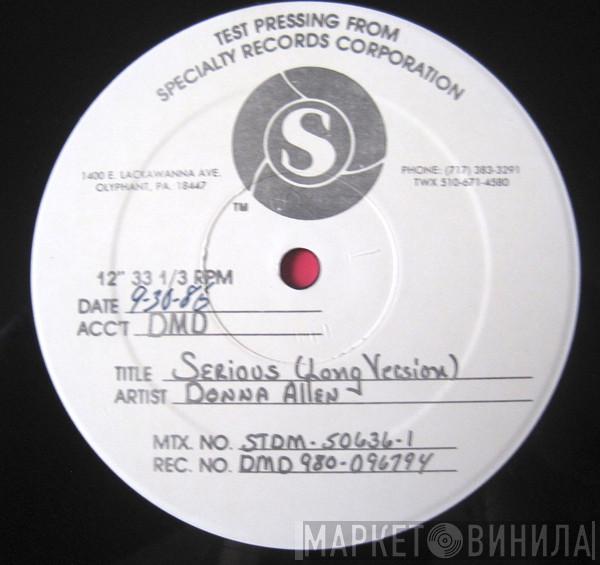 TEST PRESSING FROM
SPECIALTY RECORDS CORPORATION
S
1400 E. LACKAWANNA AVE.
OLYPHANT, PA. 18447
PHONE: (717) 383-3291
TWX 510-671-4580
TM
12" 33 1/3 RPM
DATE 9-30-86
ACC'T DMD
TITLE SERIOUS (Long Version)
ARTIST DONNA AllEN
MTX. NO. STDM-50636-1
REC. NO. DMD 980-096794
МАРКЕТ ВИНИЛА